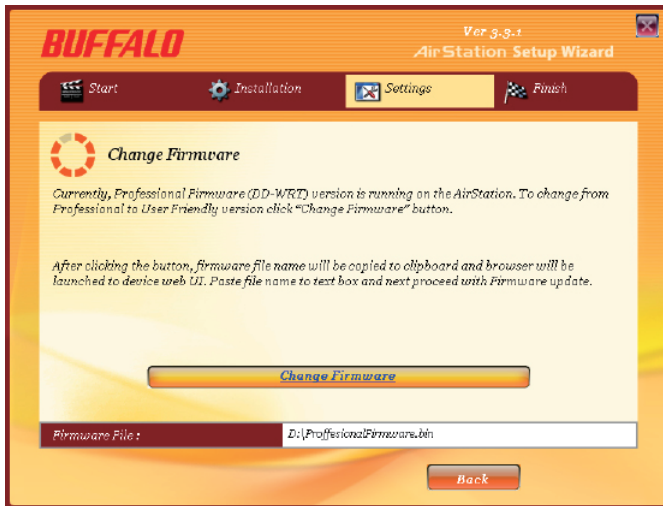 BUFFALO
Ver 3.3.1
AirStation Setup Wizard
Start
Installation
Settings
Finish
Change Firmware
Currently, Professional Firmware (DD-WRT) version is running on the AirStation. To change from
Professional to User Friendly version click "Change Firmware" button.
After clicking the button, firmware file name will be copied to clipboard and browser will be
launched to device web UI. Paste file name to text box and next proceed with Firmware update.
Change Firmware
Firmware File :
D:\ProffesionalFirmware.bin
Back